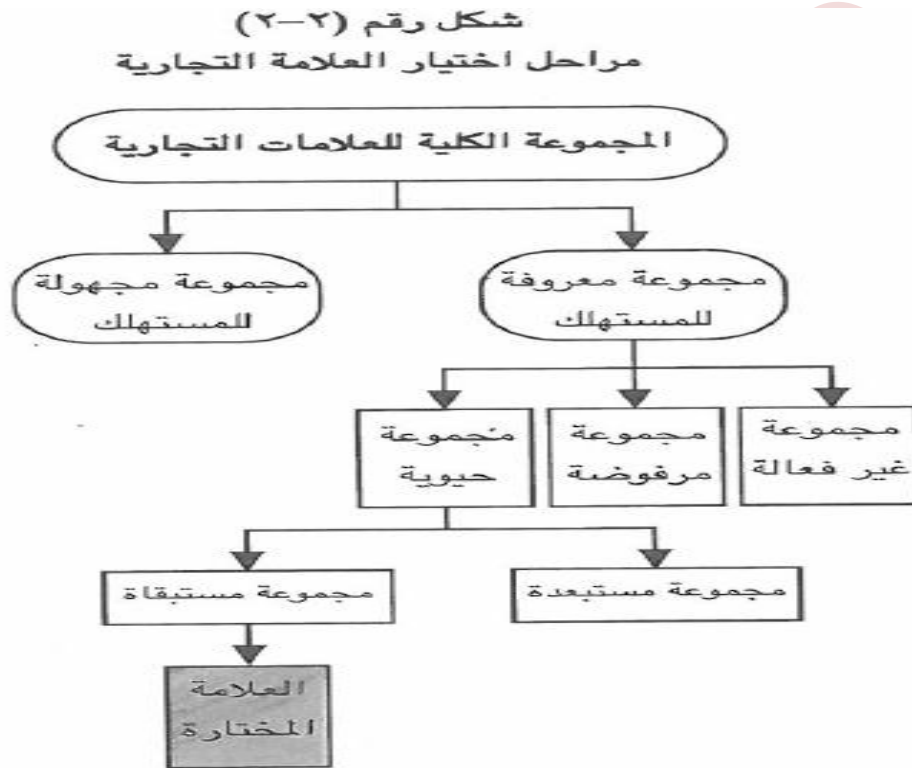 شكل رقم (٢-٢)
مراحل اختيار العلامة التجارية
المجموعة الكلية للعلامات التجارية
مجموعة معروفة
للمستهلك
مجموعة مجهولة
للمستهلك
مجموعة
غير فعالة
مجموعة
مرفوضة
مجموعة
حيوية
مجموعة مستبعدة
مجموعة مستبقاة
العلامة
المختارة